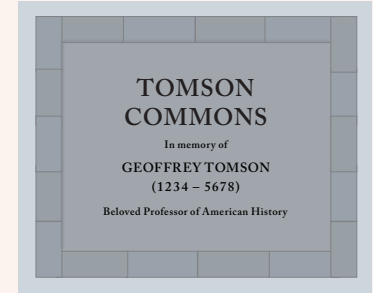 TOMSON
COMMONS
In memory of
GEOFFREY TOMSON
(1234 – 5678)
Beloved Professor of American History